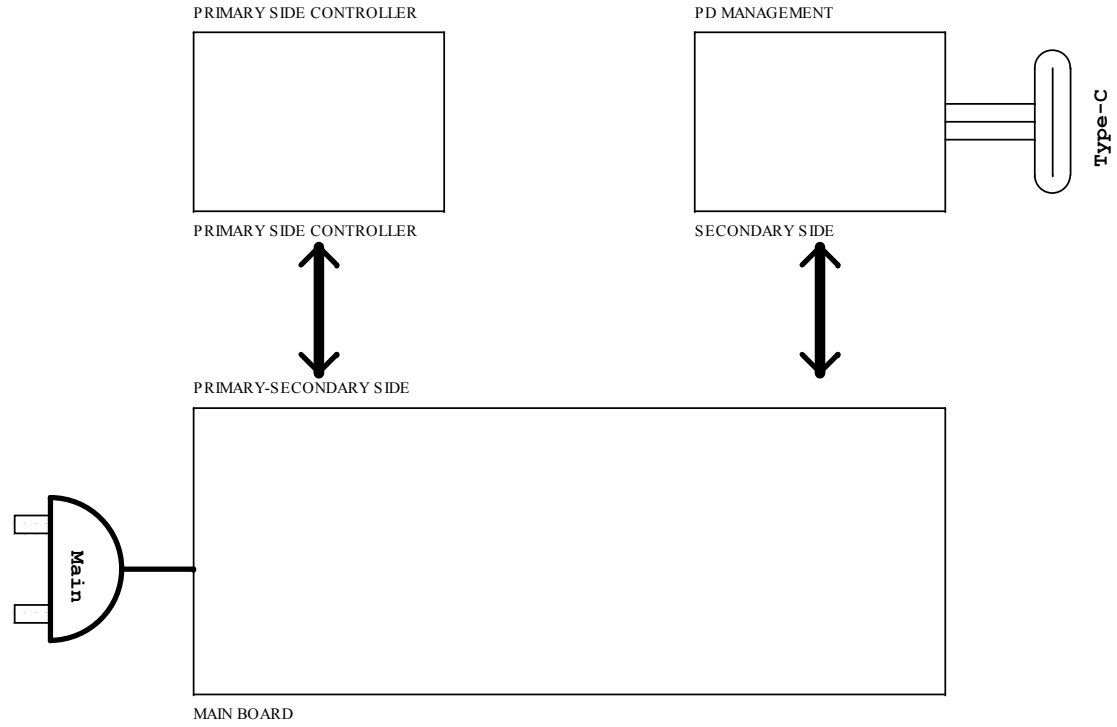 PRIMARY SIDE CONTROLLER
PD MANAGEMENT
Type-C
PRIMARY SIDE CONTROLLER
SECONDARY SIDE
PRIMARY-SECONDARY SIDE
Main
MAIN BOARD